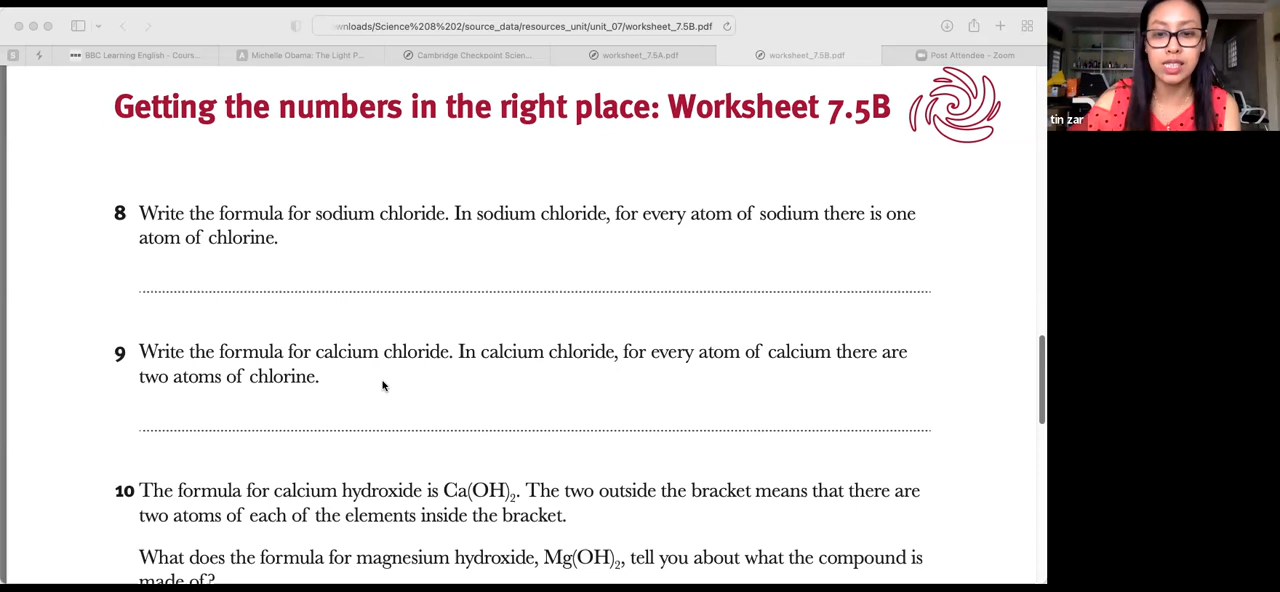 wnloads/Science%208%202/source_data/resources_unit/unit_07/worksheet_7.5B.pdf
S
BBC Learning English - Cours...
A Michelle Obama: The Light P...
Cambridge Checkpoint Scien...
worksheet_7.5A.pdf
worksheet_7.5B.pdf
Post Attendee - Zoom
tin zar
Getting the numbers in the right place: Worksheet 7.5B
8 Write the formula for sodium chloride. In sodium chloride, for every atom of sodium there is one
atom of chlorine.
9 Write the formula for calcium chloride. In calcium chloride, for every atom of calcium there are
two atoms of chlorine.
10 The formula for calcium hydroxide is Ca(OH)₂. The two outside the bracket means that there are
two atoms of each of the elements inside the bracket.
What does the formula for magnesium hydroxide, Mg(OH)₂, tell you about what the compound is
made of?